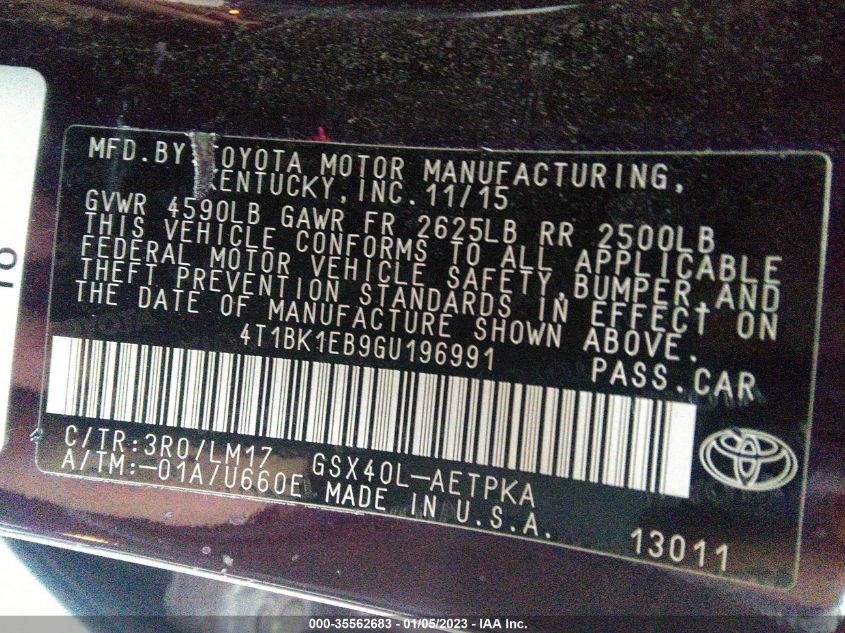 MFD.BY TOYOTA MOTOR MANUFACTURING,
KENTUCKY,INC. 11/15
GVWR 4590LB GAWR FR 2625LB RR 2500LB
THIS VEHICLE CONFORMS TO ALL APPLICABLE
FEDERAL MOTOR VEHICLE SAFETY,BUMPER,AND
THEFT PREVENTION STANDARDS IN EFFECT ON
THE DATE OF MANUFACTURE SHOWN ABOVE.
4T1BK1EB9GU196991 PASS.CAR
C/TR:3R0/LM17 GSX40L-AETPKA
A/TM:-01A/U660E MADE IN U.S.A.
13011
000-35562683 - 01/05/2023 - IAA Inc.